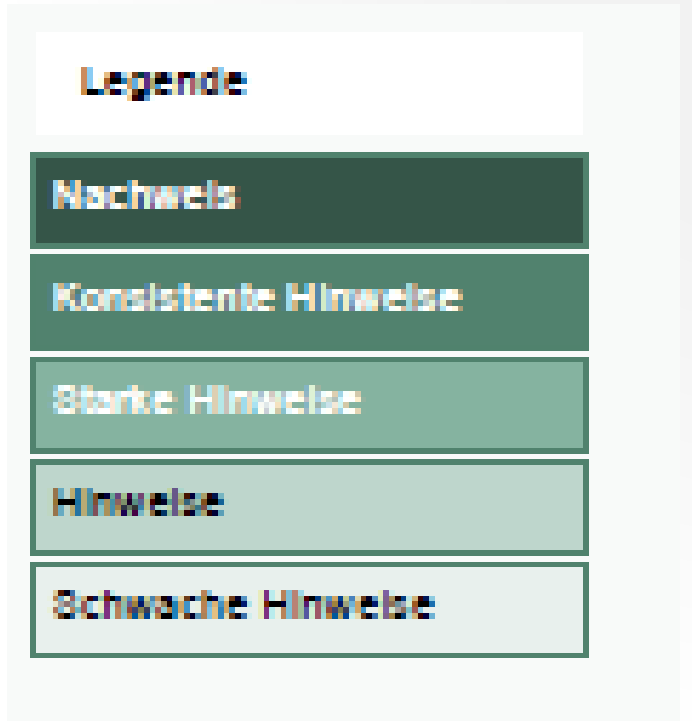 Legende
Nachweis
Konsistente Hinweise
Starke Hinweise
Hinweise
Schwache Hinweise